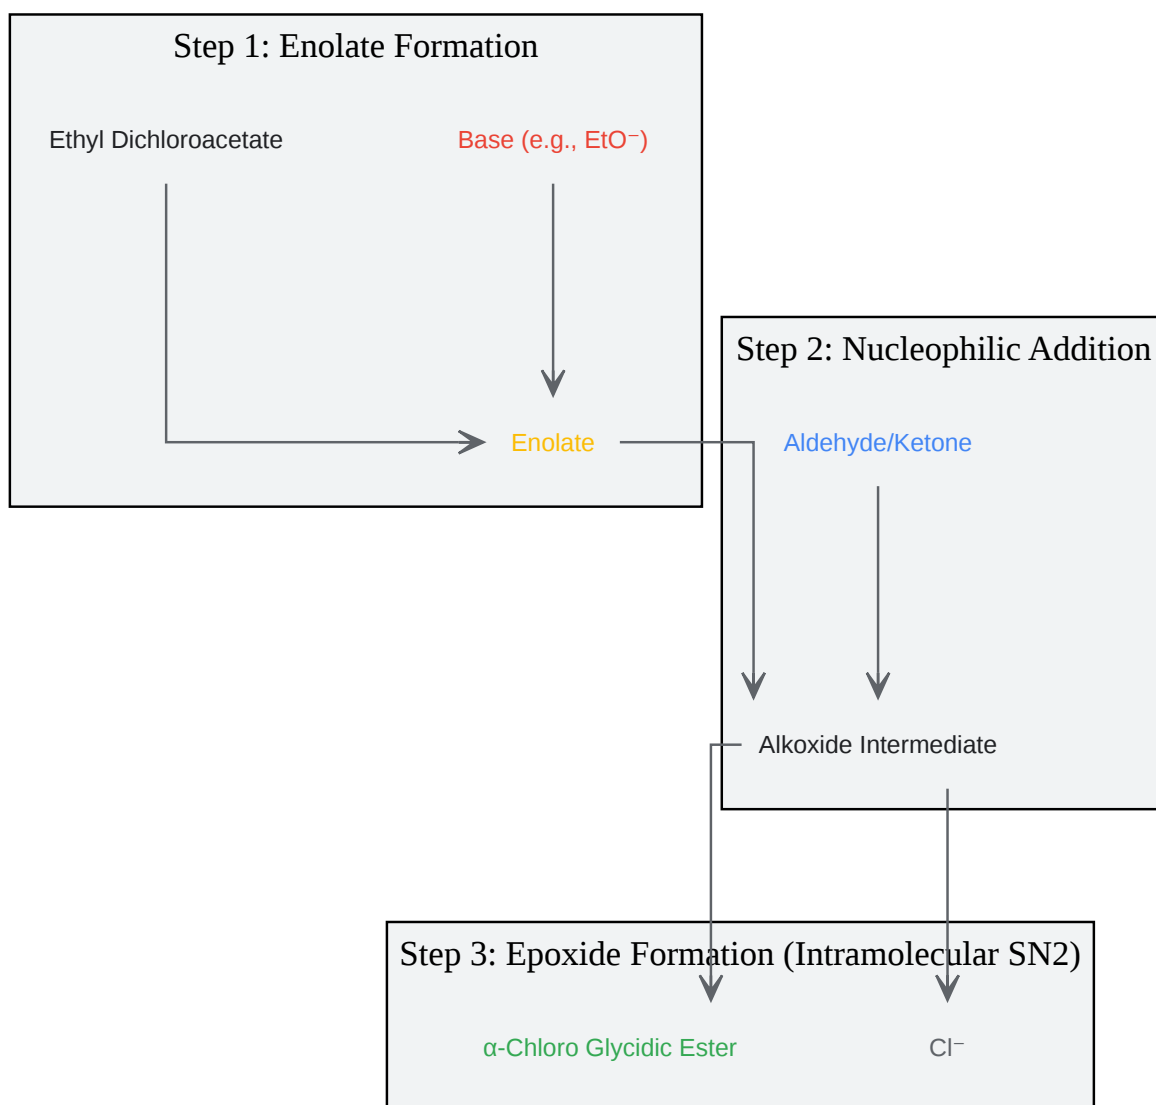 Step 1: Enolate Formation
Ethyl Dichloroacetate
Base (e.g., EtO⁻)
Enolate
Step 2: Nucleophilic Addition
Aldehyde/Ketone
Alkoxide Intermediate
Step 3: Epoxide Formation (Intramolecular SN2)
α-Chloro Glycidic Ester
Cl⁻